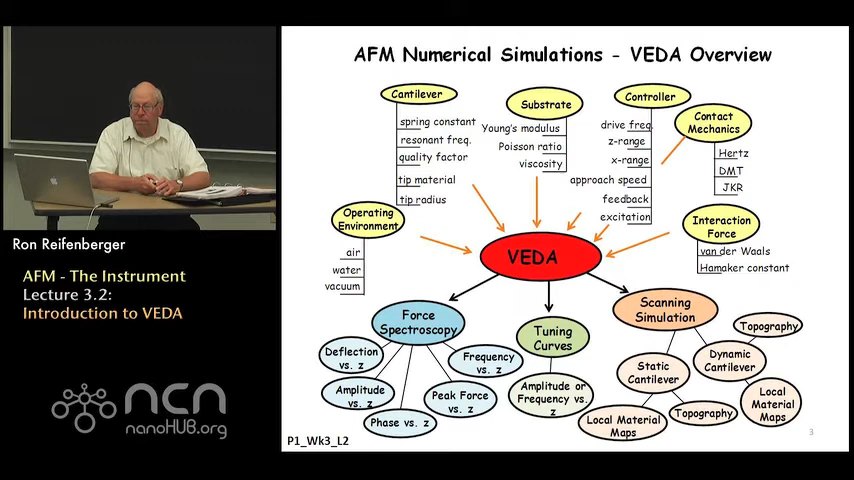 AFM Numerical Simulations - VEDA Overview
Cantilever
spring constant
resonant freq.
quality factor
tip material
tip radius
Substrate
Young's modulus
Poisson ratio
viscosity
Controller
drive freq.
z-range
x-range
approach speed
feedback
excitation
Contact
Mechanics
Hertz
DMT
JKR
Operating
Environment
air
water
vacuum
Interaction
Force
van der Waals
Hamaker constant
VEDA
Force
Spectroscopy
Deflection
vs. z
Amplitude
vs. z
Phase vs. z
Peak Force
vs. z
Frequency
vs. z
Tuning
Curves
Amplitude or
Frequency vs.
z
Scanning
Simulation
Static
Cantilever
Local Material
Maps
Topography
Dynamic
Cantilever
Topography
Local
Material
Maps
P1_Wk3_L2
3
Ron Reifenberger
AFM - The Instrument
Lecture 3.2:
Introduction to VEDA
ncn
nanoHUB.org